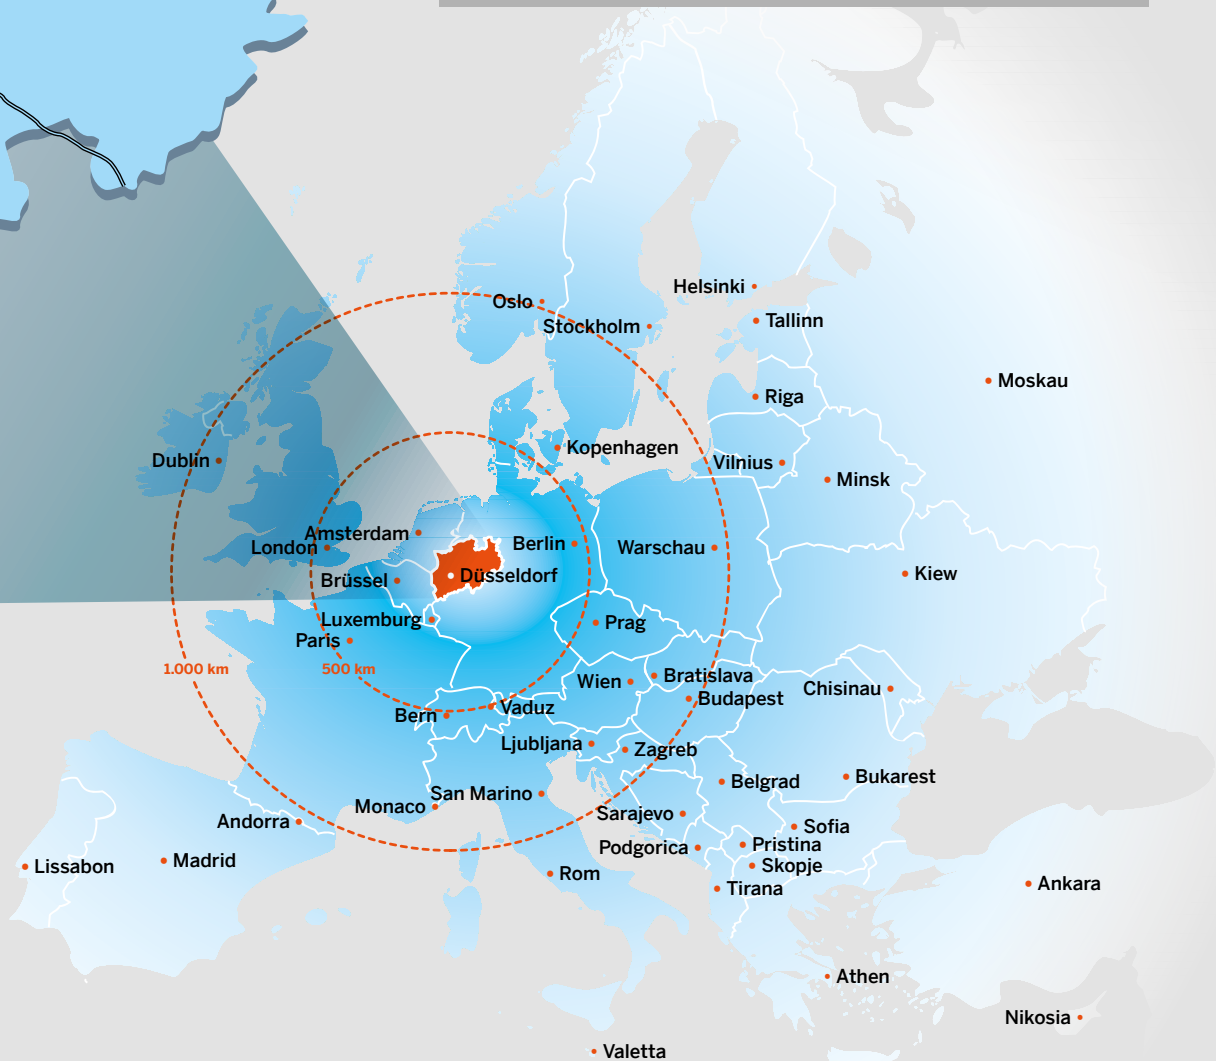 Helsinki
Oslo
Tallinn
Stockholm
Moskau
Riga
Kopenhagen
Dublin
Vilnius
Minsk
Amsterdam
Berlin
London
Warschau
Kiew
Düsseldorf
Brüssel
Luxemburg
Prag
Paris
1.000 km
500 km
Bratislava
Wien
Chisinau
Budapest
Vaduz
Bern
Ljubljana
Zagreb
Bukarest
Belgrad
San Marino
Monaco
Sarajevo
Andorra
Sofia
Pristina
Podgorica
Madrid
Skopje
Lissabon
Rom
Ankara
Tirana
Athen
Nikosia
Valetta